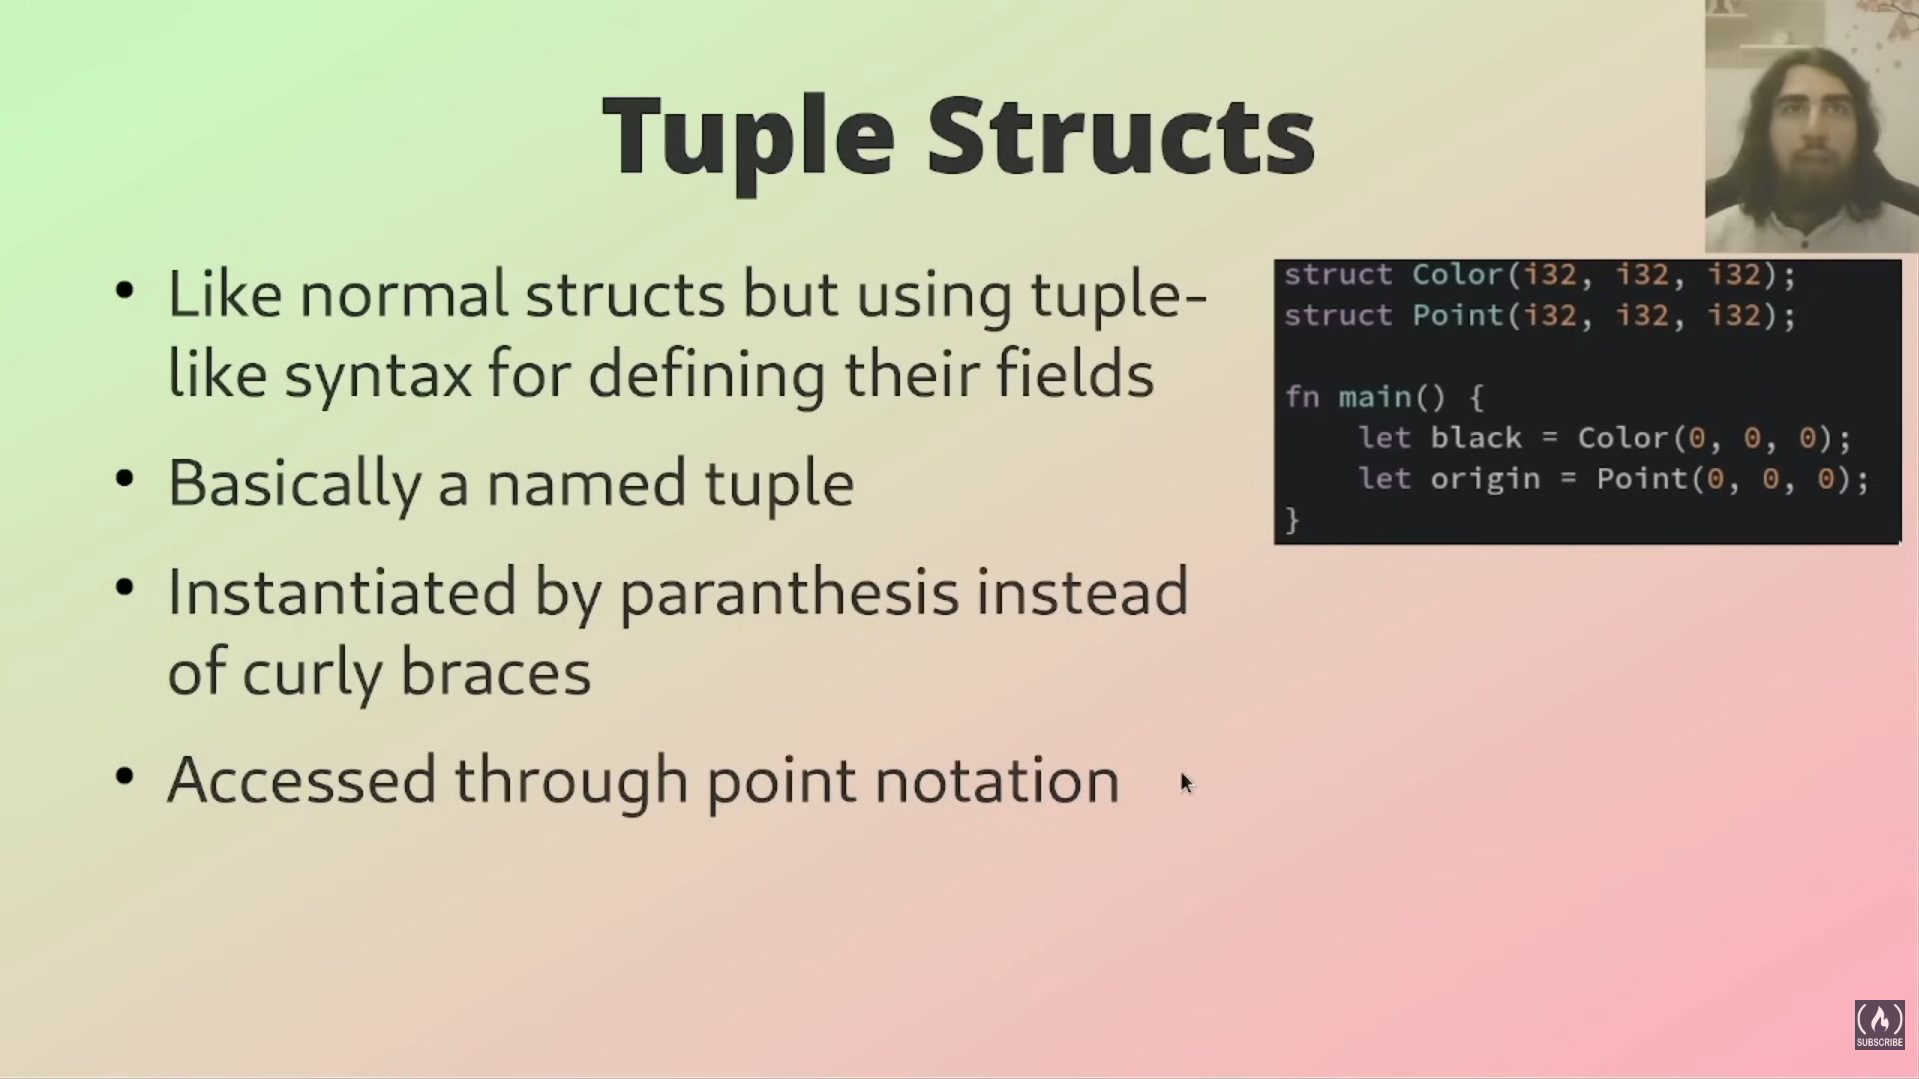 Tuple Structs
• Like normal structs but using tuple-
like syntax for defining their fields
• Basically a named tuple
• Instantiated by paranthesis instead
of curly braces
• Accessed through point notation
struct Color(i32, i32, i32);
struct Point(i32, i32, i32);
fn main() {
    let black = Color(0, 0, 0);
    let origin = Point(0, 0, 0);
}
SUBSCRIBE